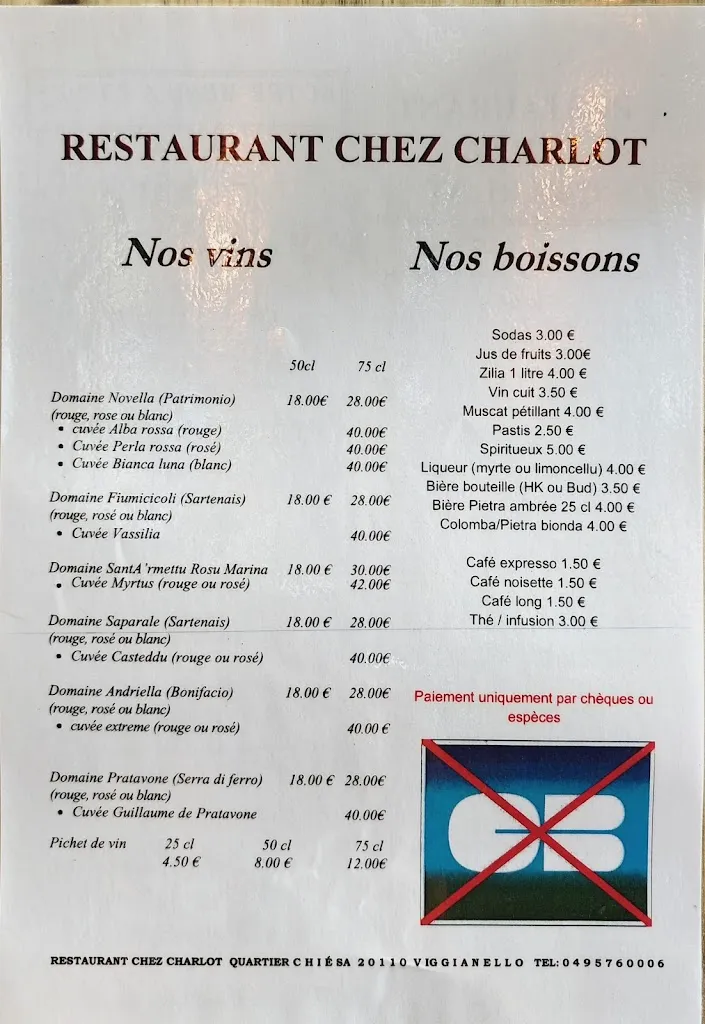 RESTAURANT CHEZ CHARLOT
Nos vins
50cl 75 cl
Domaine Novella (Patrimonio) 18.00€ 28.00€
(rouge, rose ou blanc)
• cuvée Alba rossa (rouge) 40.00€
• Cuvée Perla rossa (rosé) 40.00€
• Cuvée Bianca luna (blanc) 40.00€
Domaine Fiumicicoli (Sartenais) 18.00 € 28.00€
(rouge, rosé ou blanc)
• Cuvée Vassilia 40.00€
Domaine SantA'rmettu Rosu Marina 18.00 € 30.00€
• Cuvée Myrtus (rouge ou rosé) 42.00€
Domaine Saparale (Sartenais) 18.00 € 28.00€
(rouge, rosé ou blanc)
• Cuvée Casteddu (rouge ou rosé) 40.00€
Domaine Andriella (Bonifacio) 18.00 € 28.00€
(rouge, rosé ou blanc)
• cuvée extreme (rouge ou rosé) 40.00 €
Domaine Pratavone (Serra di ferro) 18.00 € 28.00€
(rouge, rosé ou blanc)
• Cuvée Guillaume de Pratavone 40.00€
Pichet de vin 25 cl 50 cl 75 cl
4.50 € 8.00 € 12.00€
Nos boissons
Sodas 3.00 €
Jus de fruits 3.00€
Zilia 1 litre 4.00 €
Vin cuit 3.50 €
Muscat pétillant 4.00 €
Pastis 2.50 €
Spiritueux 5.00 €
Liqueur (myrte ou limoncellu) 4.00 €
Bière bouteille (HK ou Bud) 3.50 €
Bière Pietra ambrée 25 cl 4.00 €
Colomba/Pietra bionda 4.00 €
Café expresso 1.50 €
Café noisette 1.50 €
Café long 1.50 €
Thé / infusion 3.00 €
Paiement uniquement par chèques ou
espèces
CB
RESTAURANT CHEZ CHARLOT QUARTIER CHIÉSA 20110 VIGGIANELLO TEL: 0495760006